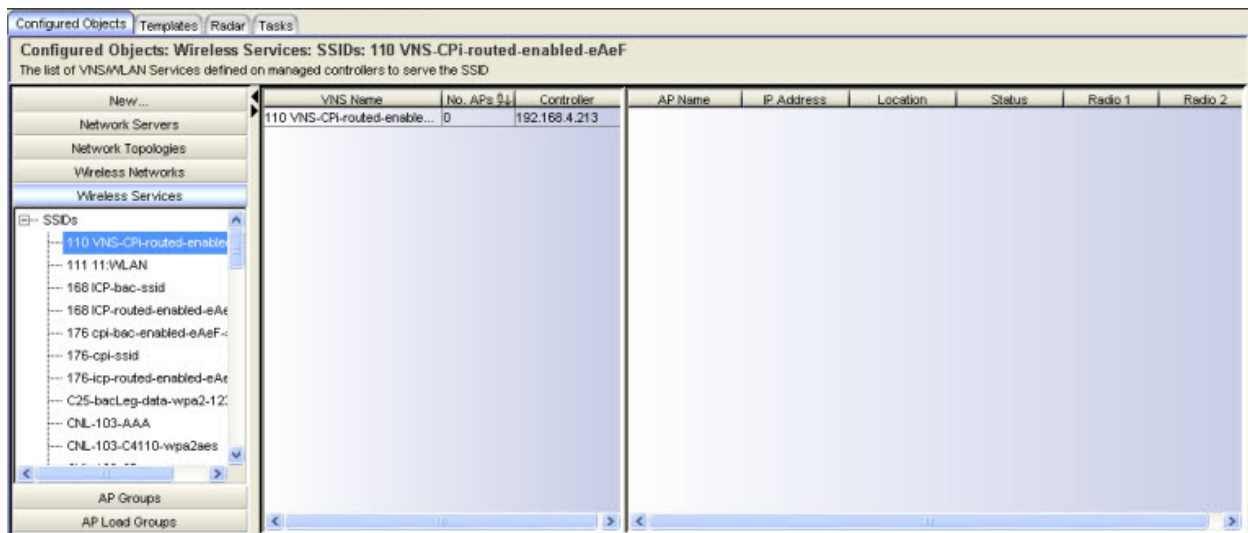 Configured Objects Templates Radar Tasks
Configured Objects: Wireless Services: SSIDs: 110 VNS-CPi-routed-enabled-eAeF
The list of VNS/WLAN Services defined on managed controllers to serve the SSID
New...
Network Servers
Network Topologies
Wireless Networks
Wireless Services
SSIDs
110 VNS-CPi-routed-enable
111 11:WLAN
168 ICP-bac-ssid
168 ICP-routed-enabled-eAe
176 cpi-bac-enabled-eAeF-
176-cpi-ssid
176-icp-routed-enabled-eAe
C25-bacLeg-data-wpa2-12
CNL-103-AAA
CNL-103-C4110-wpa2aes
AP Groups
AP Load Groups
VNS Name No. APs Controller
110 VNS-CPi-routed-enable... 0 192.168.4.213
AP Name IP Address Location Status Radio 1 Radio 2